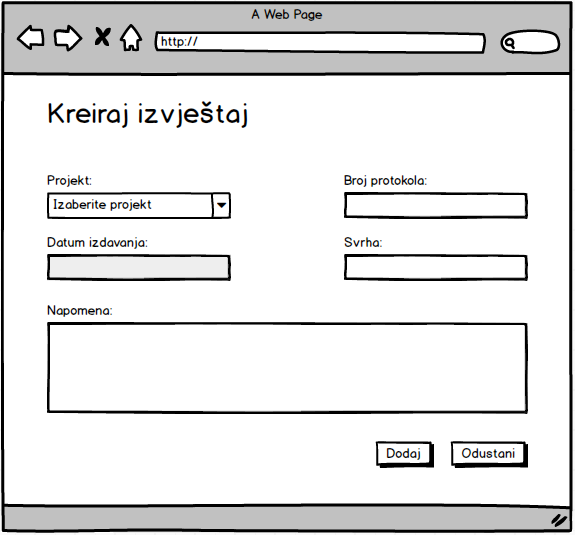 A Web Page
http://
Kreiraj izvještaj
Projekt:
Broj protokola:
Izaberite projekt
Datum izdavanja:
Svrha:
Napomena:
Dodaj
Odustani